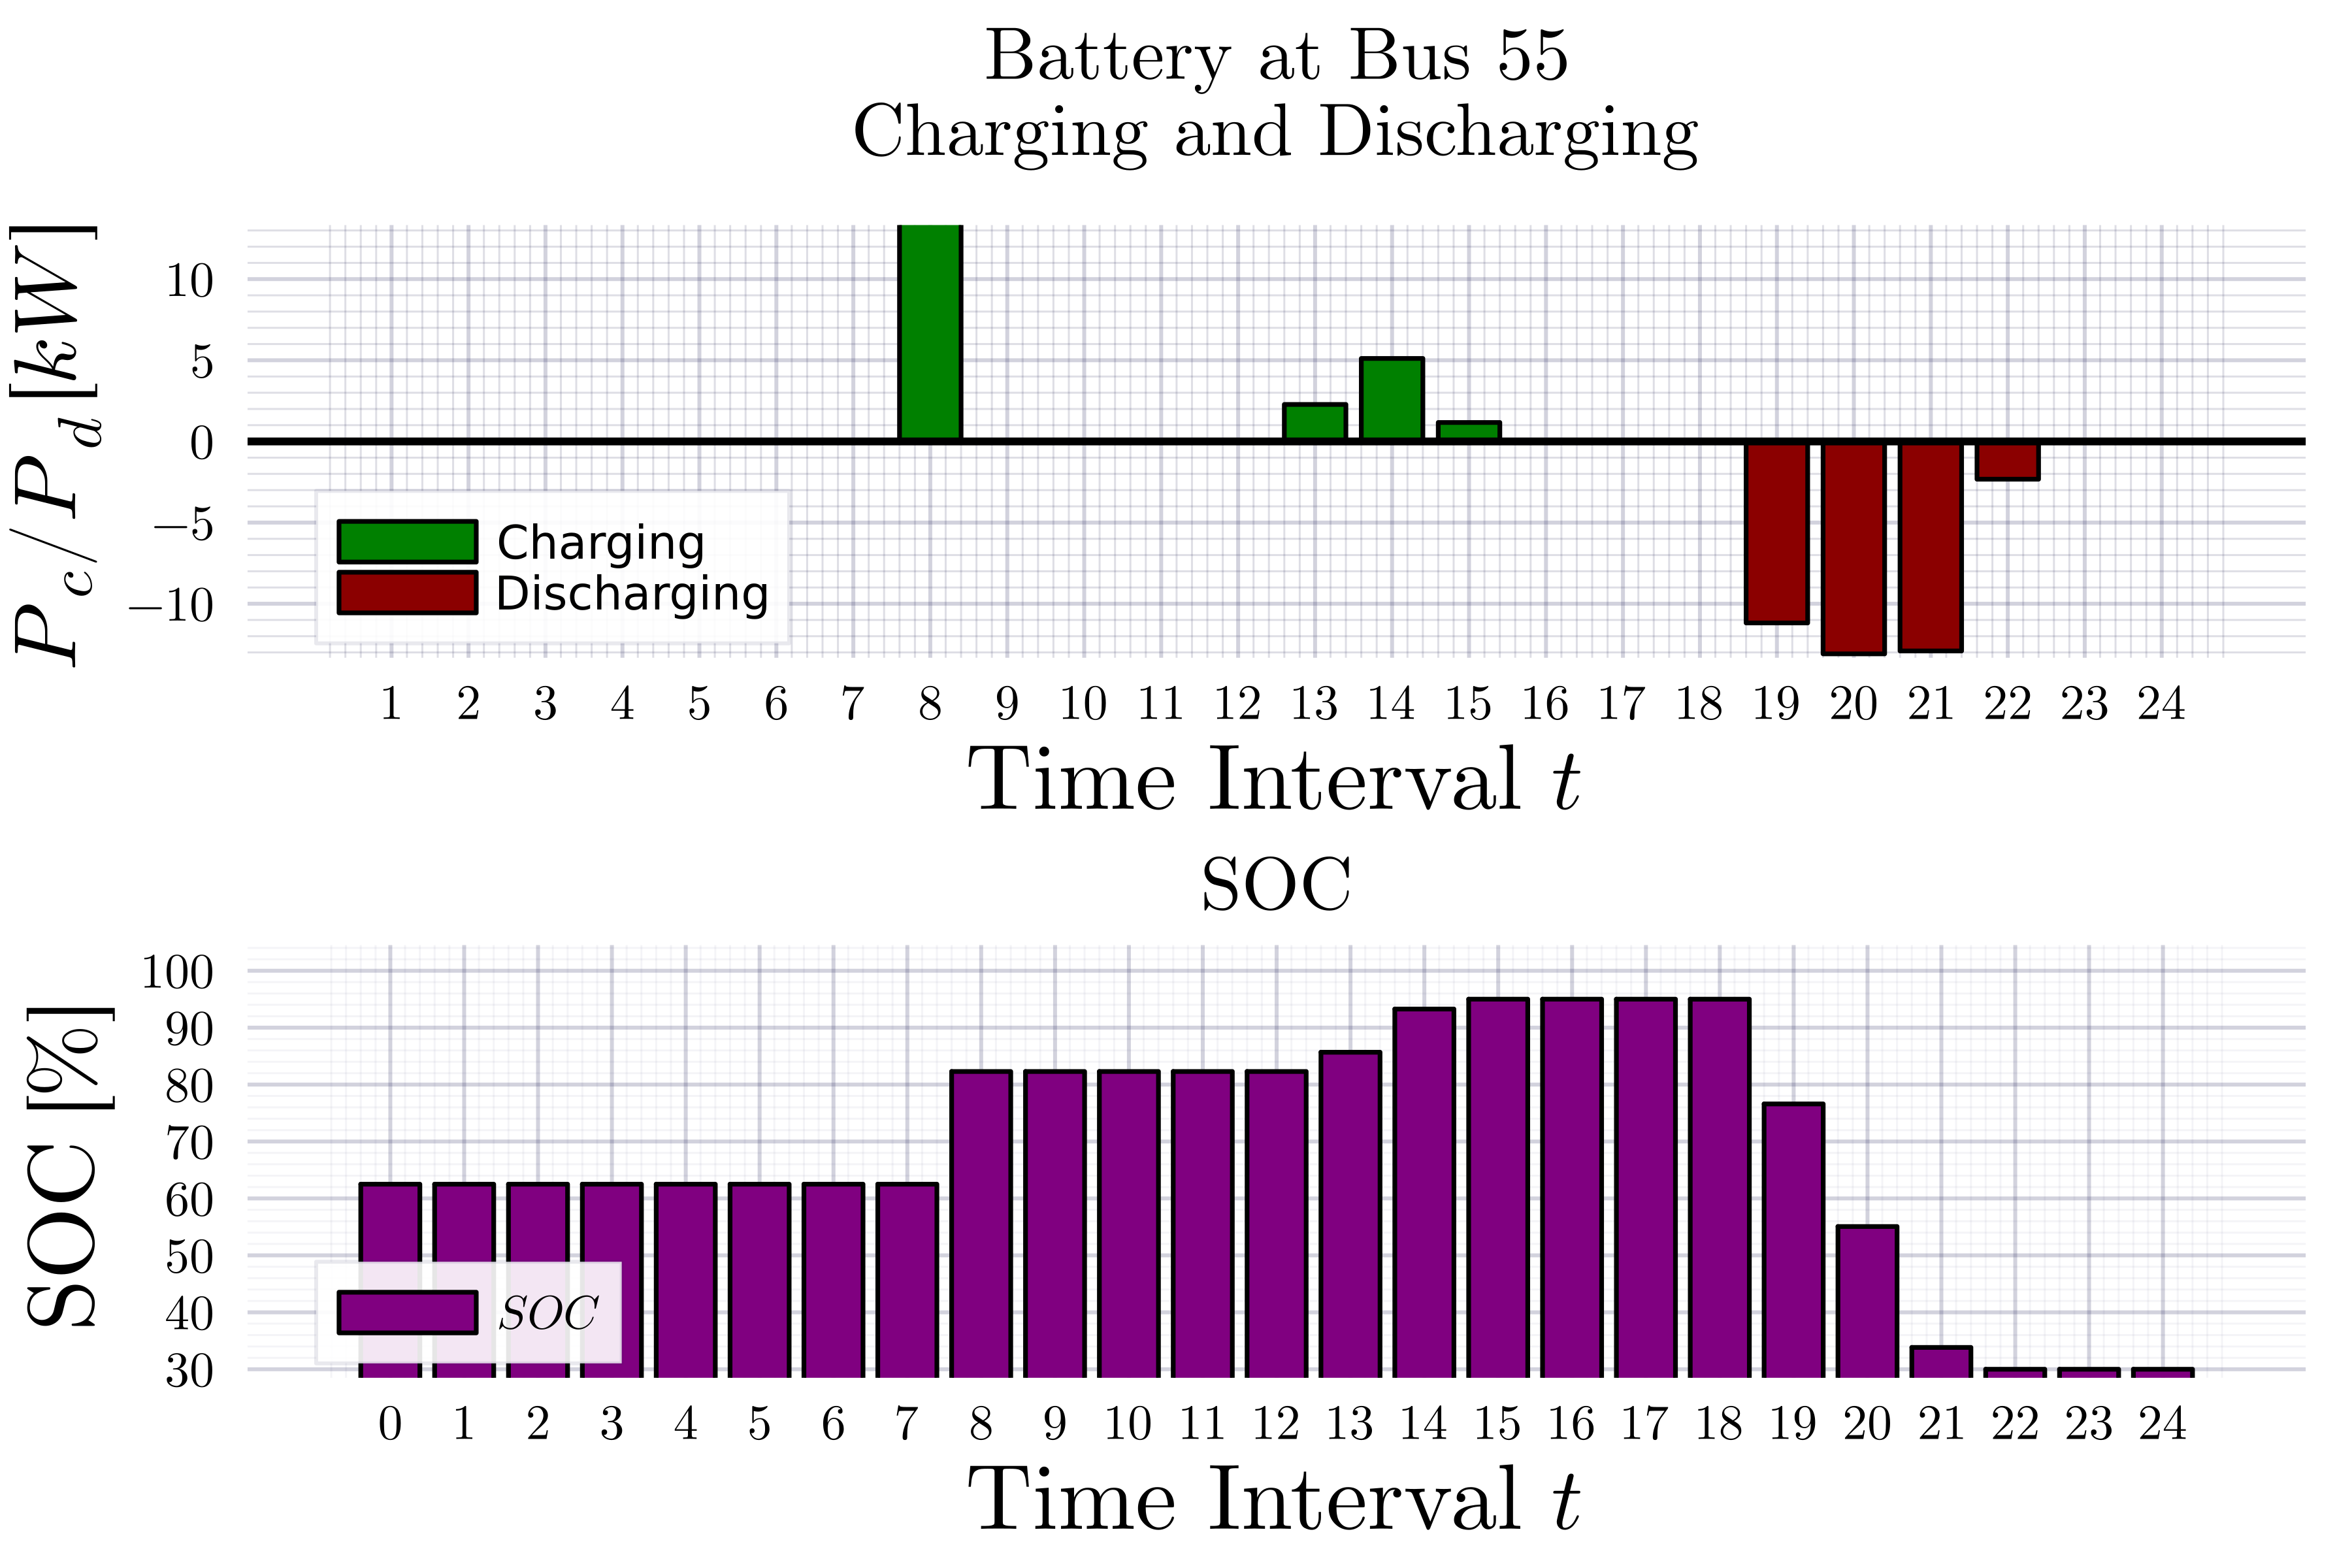 Battery at Bus 55
Charging and Discharging
P_c/P_d [kW]
10
5
0
−5
−10
Charging
Discharging
1 2 3 4 5 6 7 8 9 10 11 12 13 14 15 16 17 18 19 20 21 22 23 24
Time Interval t
SOC
SOC [%]
100
90
80
70
60
50
40
30
SOC
0 1 2 3 4 5 6 7 8 9 10 11 12 13 14 15 16 17 18 19 20 21 22 23 24
Time Interval t